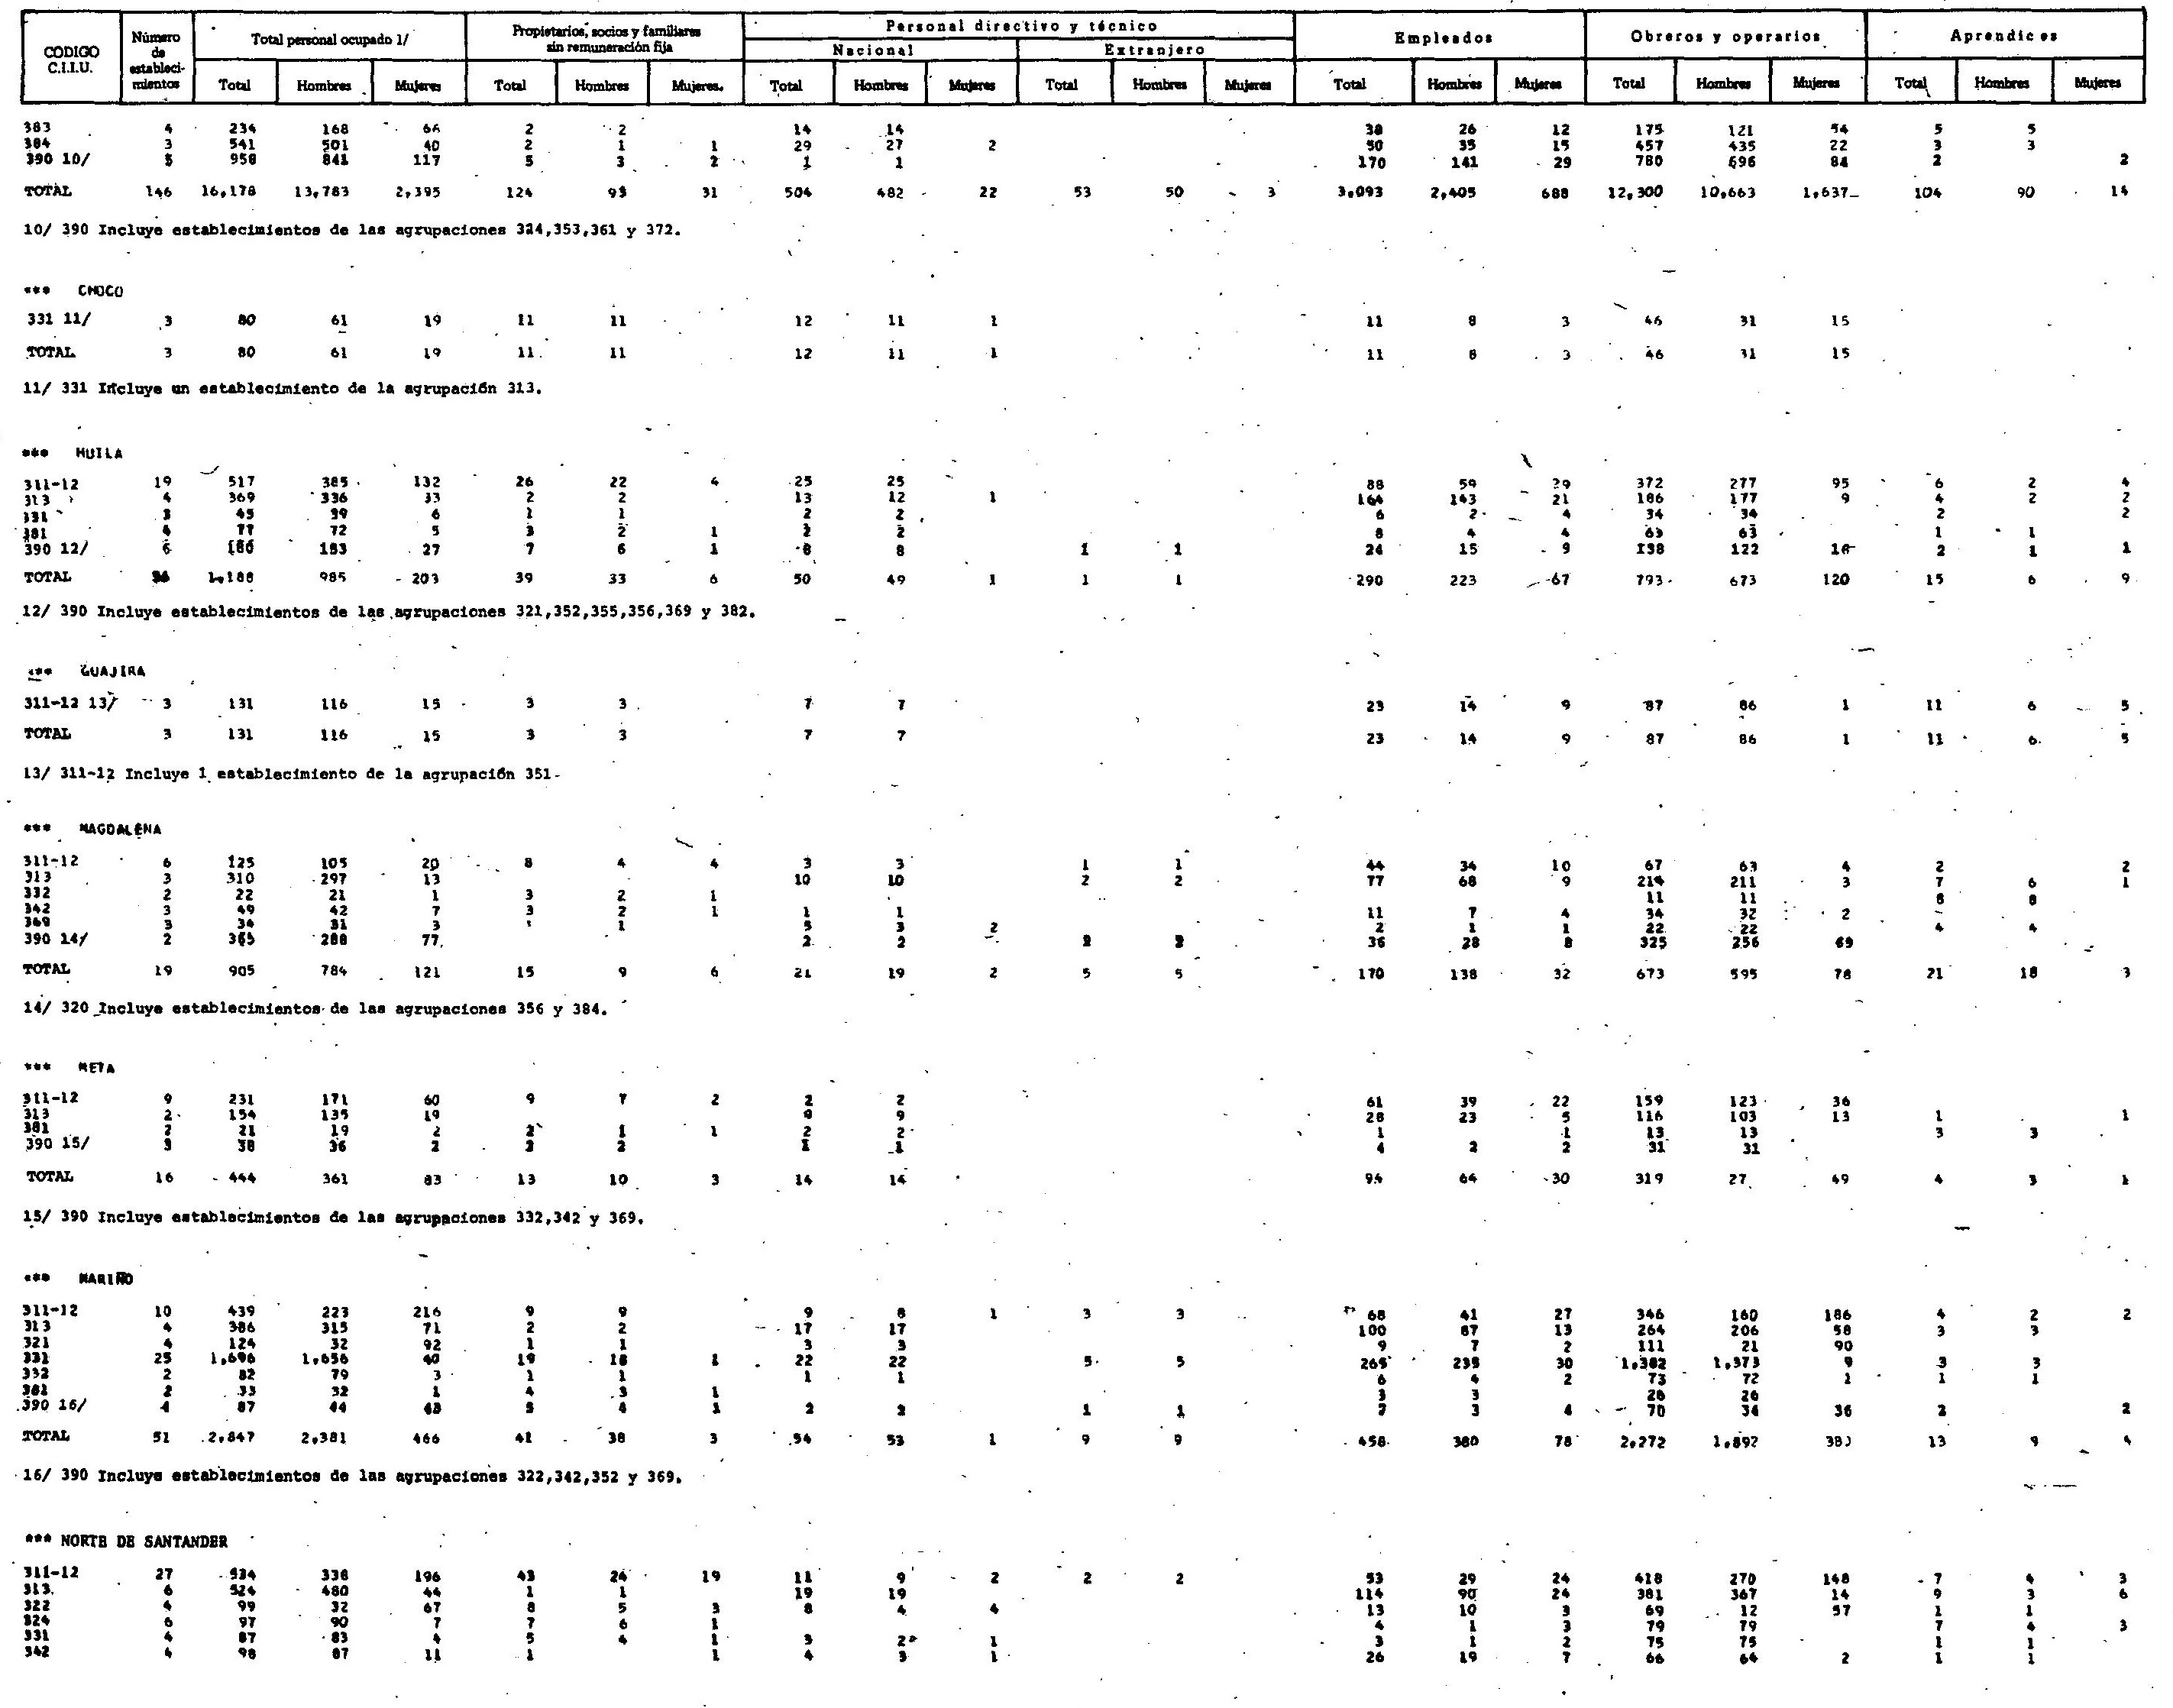 CODIGO C.I.I.U. Número de estableci-mientos Total personal ocupado 1/ Propietarios, socios y familiares sin remuneración fija Personal directivo y técnico Empleados Obreros y operarios Aprendices
Nacional Extranjero
Total Hombres Mujeres Total Hombres Mujeres Total Hombres Mujeres Total Hombres Mujeres Total Hombres Mujeres Total Hombres Mujeres Total Hombres Mujeres
383 4 234 168 66 2 2 14 14 38 26 12 175 121 54 5 5
384 3 541 501 40 2 1 1 29 27 2 50 35 15 457 435 22 3 3
390 10/ 5 958 841 117 5 3 2 1 1 170 141 29 780 696 84 2 2
TOTAL 146 16,178 13,783 2,395 124 93 31 504 482 22 53 50 3 3,093 2,405 688 12,300 10,663 1,637 104 90 14
10/ 390 Incluye establecimientos de las agrupaciones 324,353,361 y 372.
*** CHOCO
331 11/ 3 80 61 19 11 11 12 11 1 11 8 3 46 31 15
TOTAL 3 80 61 19 11 11 12 11 1 11 8 3 46 31 15
11/ 331 Incluye un establecimiento de la agrupación 313.
*** HUILA
311-12 19 517 385 132 26 22 4 25 25 88 59 29 372 277 95 6 2 4
313 4 369 336 33 2 2 13 12 1 164 143 21 186 177 9 4 2 2
331 3 45 39 6 1 1 2 2 6 2 4 34 34 2 2
381 4 77 72 5 3 2 1 2 2 8 4 4 63 63 1 1
390 12/ 6 180 153 27 7 6 1 8 8 1 1 24 15 9 138 122 16 2 1 1
TOTAL 36 1,188 985 203 39 33 6 50 49 1 1 1 290 223 67 793 673 120 15 6 9
12/ 390 Incluye establecimientos de las agrupaciones 321,352,355,356,369 y 382.
*** GUAJIRA
311-12 13/ 3 131 116 15 3 3 7 7 23 14 9 87 86 1 11 6 5
TOTAL 3 131 116 15 3 3 7 7 23 14 9 87 86 1 11 6 5
13/ 311-12 Incluye 1 establecimiento de la agrupación 351
*** MAGDALENA
311-12 6 125 105 20 8 4 4 3 3 1 1 44 34 10 67 63 4 2 2
313 3 310 297 13 10 10 2 2 77 68 9 214 211 3 7 6 1
332 2 22 21 1 3 2 1 11 11 8 8
342 3 49 42 7 3 2 1 1 1 11 7 4 34 32 2
369 3 34 31 3 1 1 5 3 2 2 1 1 22 22 4 4
390 14/ 2 365 288 77 2 2 2 2 36 28 8 325 256 69
TOTAL 19 905 784 121 15 9 6 21 19 2 5 5 170 138 32 673 595 78 21 18 3
14/ 320 Incluye establecimientos de las agrupaciones 356 y 384.
*** META
311-12 9 231 171 60 9 7 2 2 2 61 39 22 159 123 36
313 2 154 135 19 9 9 28 23 5 116 103 13 1 1
381 2 21 19 2 2 1 1 2 2 1 1 13 13 3 3
390 15/ 3 38 36 2 2 2 1 1 4 2 2 31 31
TOTAL 16 444 361 83 13 10 3 14 14 94 64 30 319 27 49 4 3 1
15/ 390 Incluye establecimientos de las agrupaciones 332,342 y 369.
*** NARIÑO
311-12 10 439 223 216 9 9 9 8 1 3 3 68 41 27 346 160 186 4 2 2
313 4 386 315 71 2 2 17 17 100 87 13 264 206 58 3 3
321 4 124 32 92 1 1 3 3 9 7 2 111 21 90
331 25 1,696 1,656 40 19 18 1 22 22 5 5 265 235 30 1,382 1,373 9 3 3
332 2 82 79 3 1 1 1 1 6 4 2 73 72 1 1 1
381 2 33 32 1 4 3 1 3 3 26 26
390 16/ 4 87 44 43 5 4 1 2 2 1 1 7 3 4 70 34 36 2 2
TOTAL 51 2,847 2,381 466 41 38 3 54 53 1 9 9 458 380 78 2,272 1,892 380 13 9 4
16/ 390 Incluye establecimientos de las agrupaciones 322,342,352 y 369.
*** NORTE DE SANTANDER
311-12 27 534 338 196 43 24 19 11 9 2 2 2 53 29 24 418 270 148 7 4 3
313 6 524 480 44 1 1 19 19 114 90 24 381 367 14 9 3 6
322 4 99 32 67 8 5 3 8 4 4 13 10 3 69 12 57 1 1
324 6 97 90 7 7 6 1 4 1 3 79 79 7 4 3
331 4 87 83 4 5 4 1 3 2 1 3 1 2 75 75 1 1
342 4 98 87 11 1 1 4 3 1 26 19 7 66 64 2 1 1